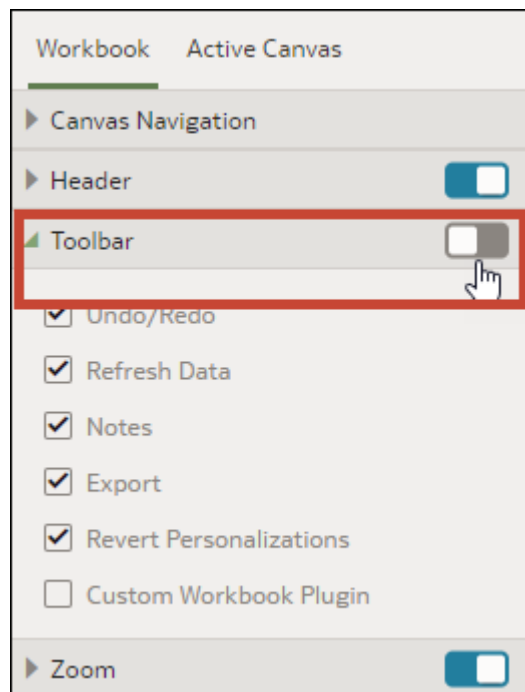 Workbook Active Canvas
Canvas Navigation
Header
Toolbar
Undo/Redo
Refresh Data
Notes
Export
Revert Personalizations
Custom Workbook Plugin
Zoom